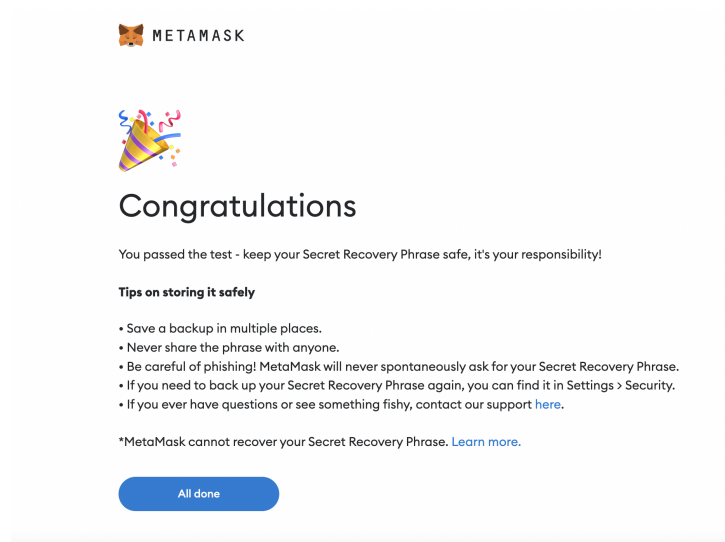 METAMASK
Congratulations
You passed the test - keep your Secret Recovery Phrase safe, it's your responsibility!
Tips on storing it safely
• Save a backup in multiple places.
• Never share the phrase with anyone.
• Be careful of phishing! MetaMask will never spontaneously ask for your Secret Recovery Phrase.
• If you need to back up your Secret Recovery Phrase again, you can find it in Settings > Security.
• If you ever have questions or see something fishy, contact our support here.
*MetaMask cannot recover your Secret Recovery Phrase. Learn more.
All done